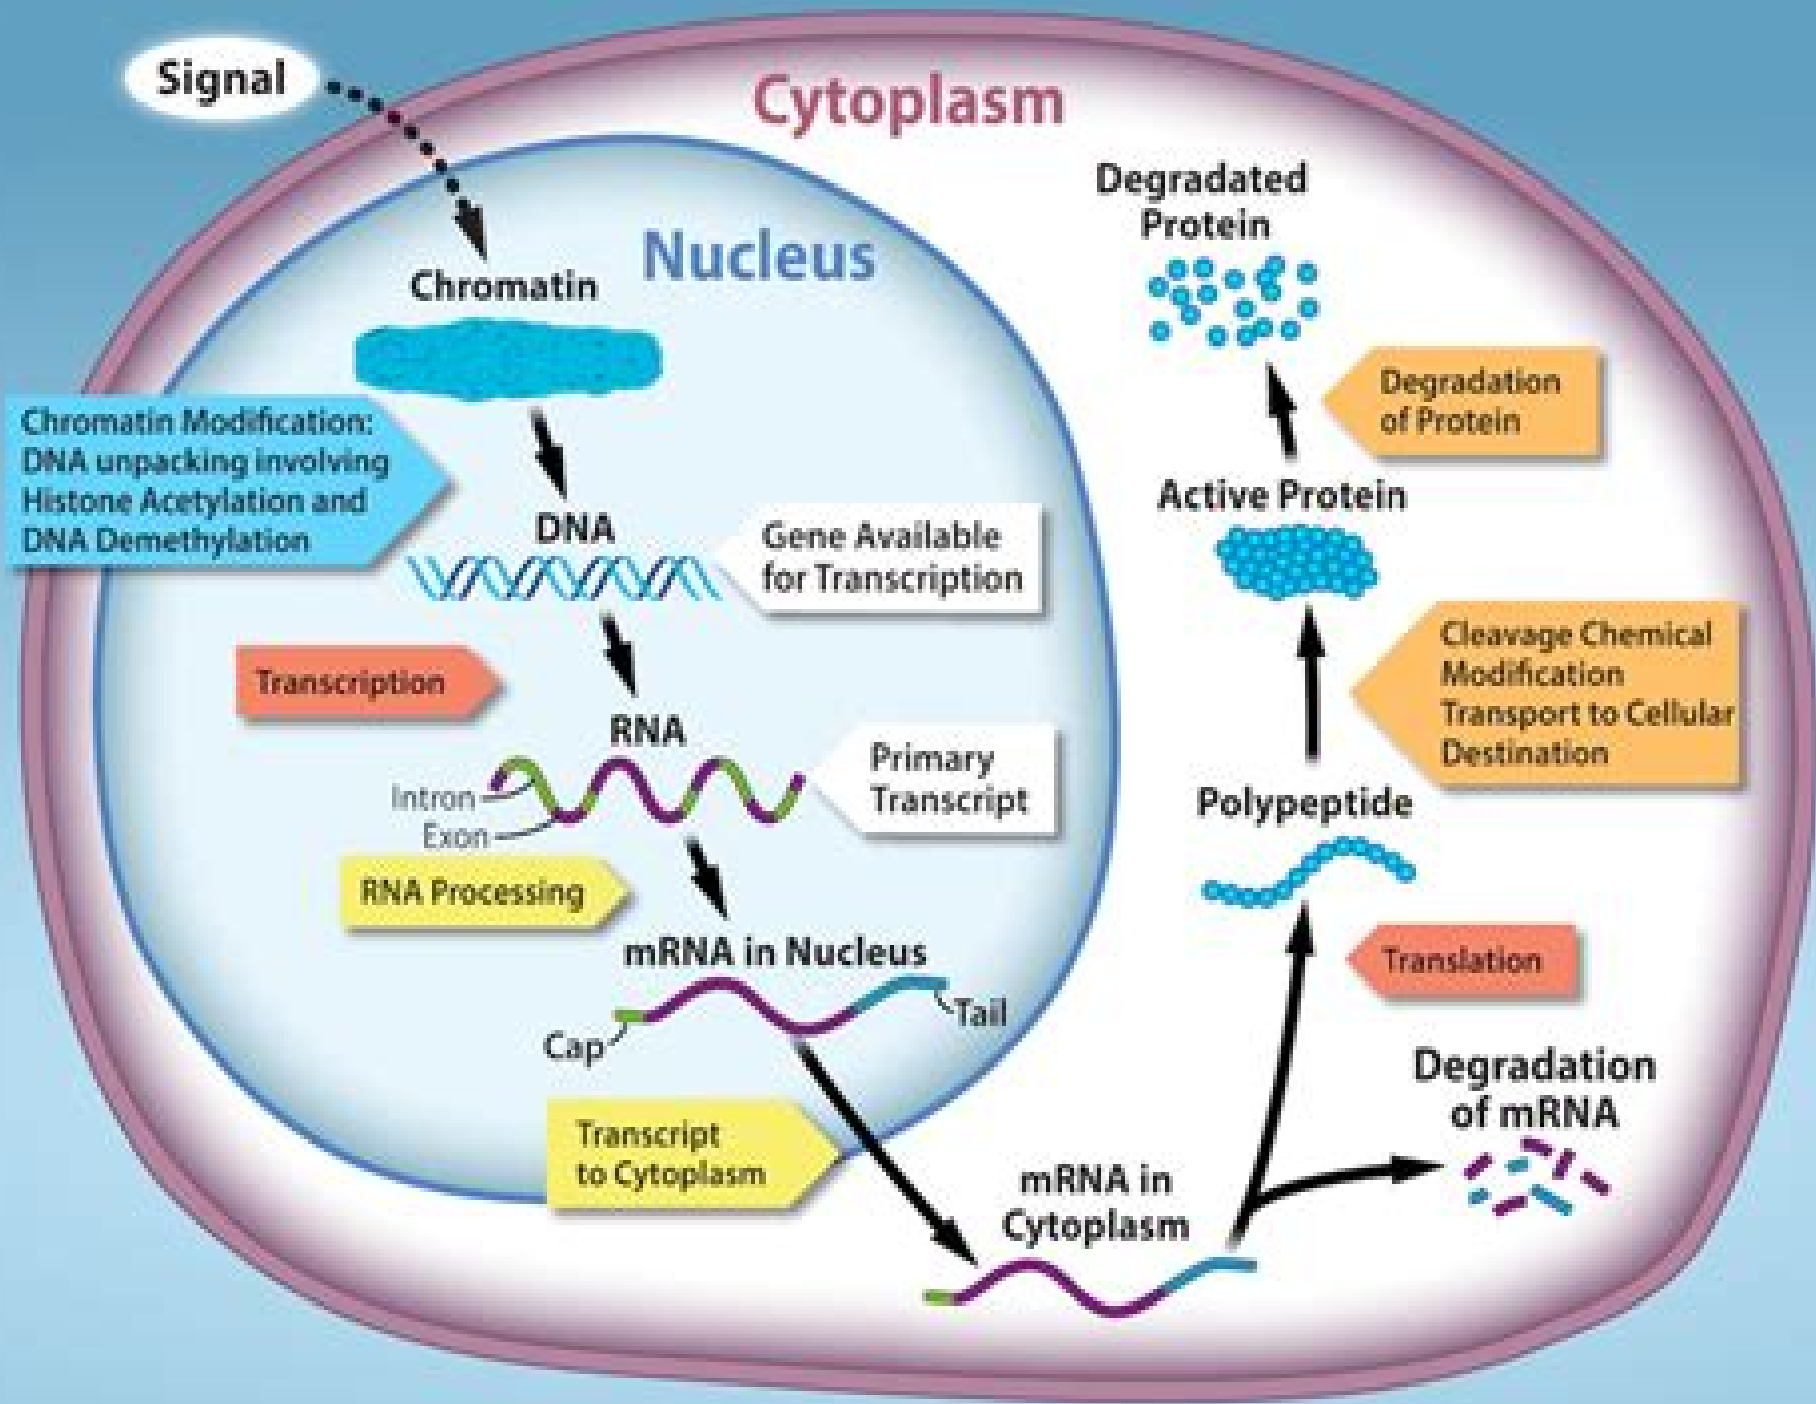 Signal
Cytoplasm
Nucleus
Chromatin
Chromatin Modification:
DNA unpacking involving
Histone Acetylation and
DNA Demethylation
DNA
Gene Available
for Transcription
Transcription
RNA
Intron
Exon
Primary
Transcript
RNA Processing
mRNA in Nucleus
Cap
Tail
Transcript
to Cytoplasm
mRNA in
Cytoplasm
Degradation
of mRNA
Translation
Polypeptide
Cleavage Chemical
Modification
Transport to Cellular
Destination
Active Protein
Degradation
of Protein
Degraded
Protein